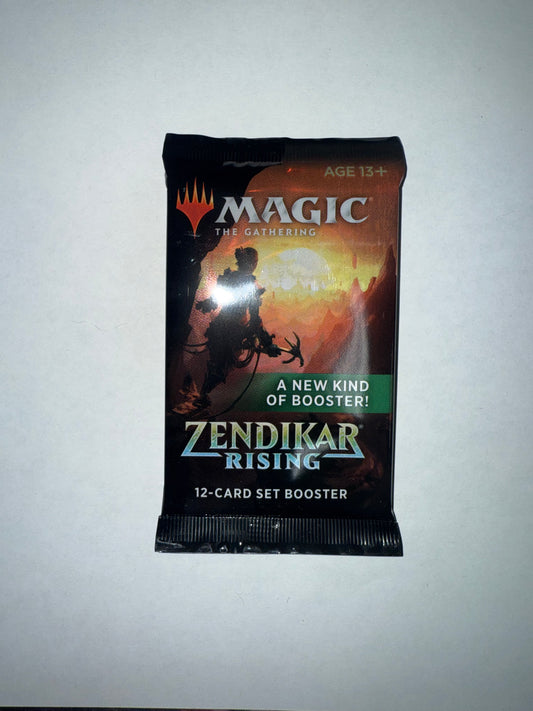 AGE 13+
MAGIC
THE GATHERING
A NEW KIND
OF BOOSTER!
ZENDIKAR
RISING
12-CARD SET BOOSTER